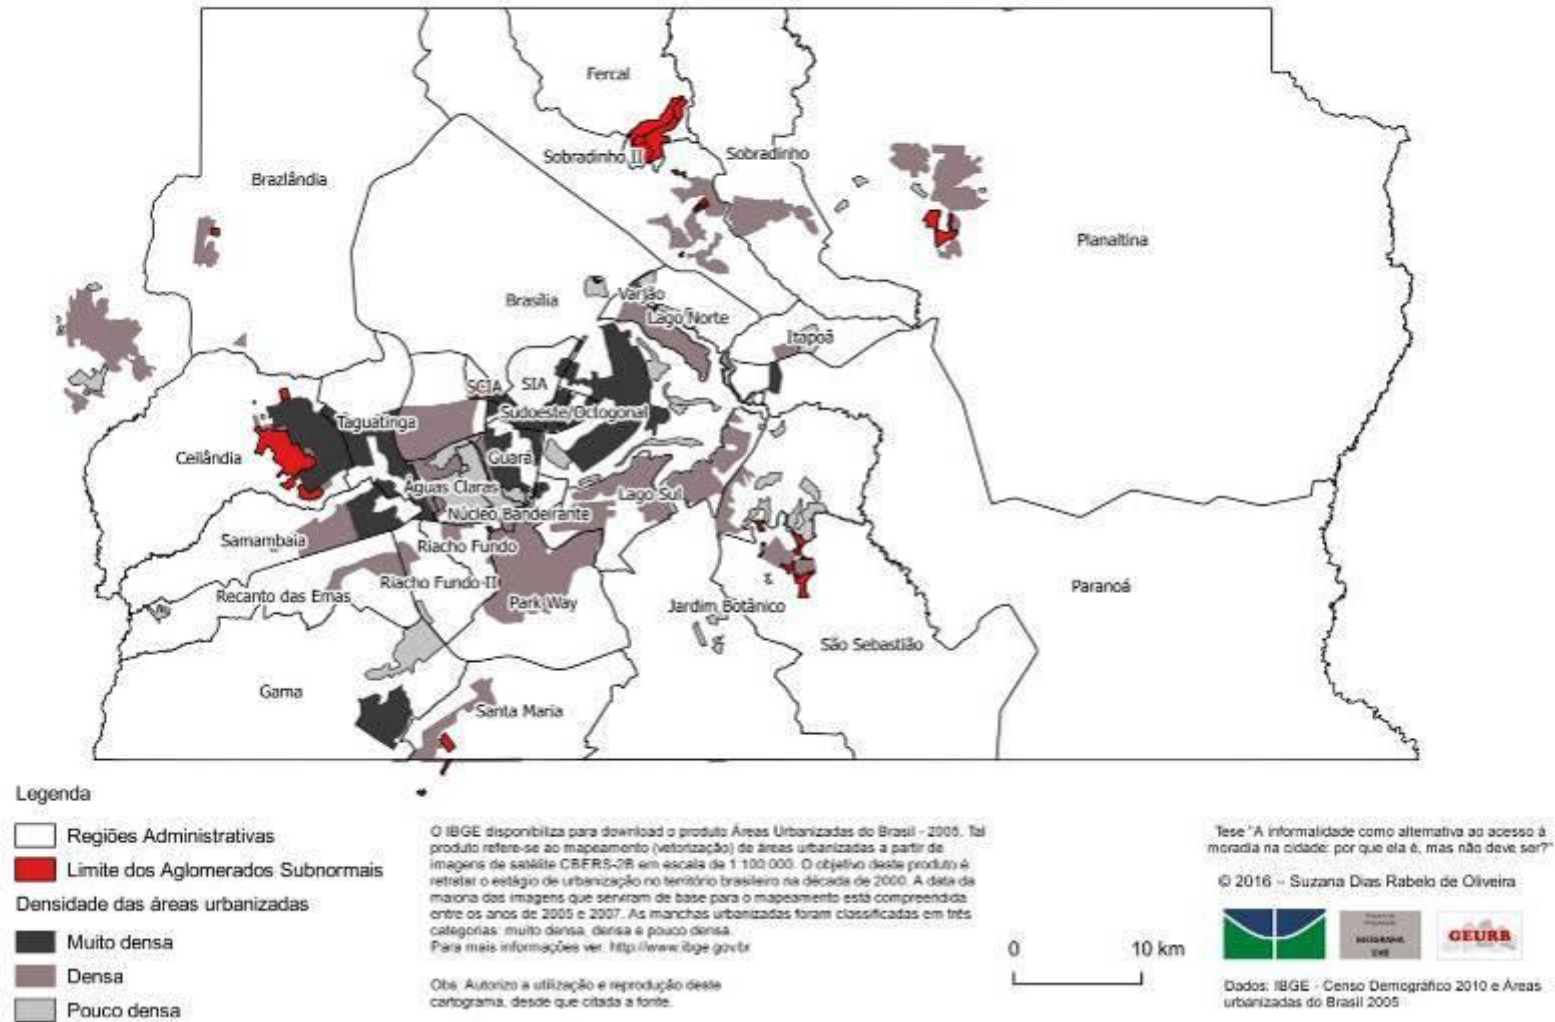 Fercal
Sobradinho II
Sobradinho
Brazlândia
Planaltina
Brasília
Varjão
Lago Norte
Itapoã
SCIA
SIA
Sudoeste/Octogonal
Taguatinga
Ceilândia
Guará
Águas Claras
Lago Sul
Núcleo Bandeirante
Samambaia
Riacho Fundo
Riacho Fundo II
Recanto das Emas
Park Way
Jardim Botânico
Paranoá
São Sebastião
Gama
Santa Maria
Legenda
Regiões Administrativas
Limite dos Aglomerados Subnormais
Densidade das áreas urbanizadas
Muito densa
Densa
Pouco densa
O IBGE disponibiliza para download o produto Áreas Urbanizadas do Brasil - 2005. Tal
produto refere-se ao mapeamento (vetorização) de áreas urbanizadas a partir de
imagens de satélite CBERS-2B em escala de 1:100.000. O objetivo deste produto é
retratar o estágio de urbanização no território brasileiro na década de 2000. A data da
maioria das imagens que serviram de base para o mapeamento está compreendida
entre os anos de 2005 e 2007. As manchas urbanizadas foram classificadas em três
categorias: muito densa, densa e pouco densa.
Para mais informações ver: http://www.ibge.gov.br
Obs: Autorizo a utilização e reprodução deste
cartograma, desde que citada a fonte.
0 10 km
Tese "A informalidade como alternativa ao acesso à
moradia na cidade: por que ela é, mas não deve ser?"
© 2016 – Suzana Dias Rabelo de Oliveira
GEOGRAFIA
UnB
GEURB
Dados: IBGE - Censo Demográfico 2010 e Áreas
urbanizadas do Brasil 2005